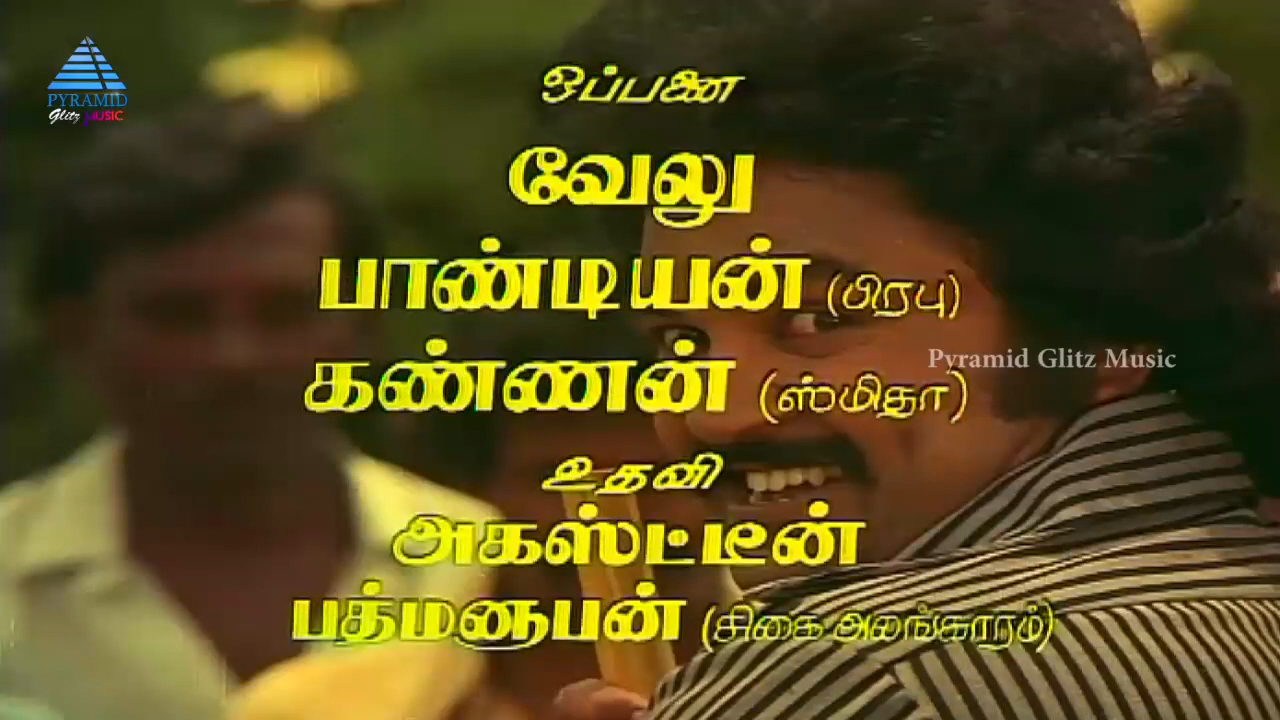 PYRAMID
Glitz MUSIC
ஒப்பனை
வேலு
பாண்டியன் (பிரபு)
Pyramid Glitz Music
கண்ணன் (ஸ்மிதா)
உதவி
அகஸ்ட்டீன்
பத்மனாபன் (சிகை அலங்காரம்)